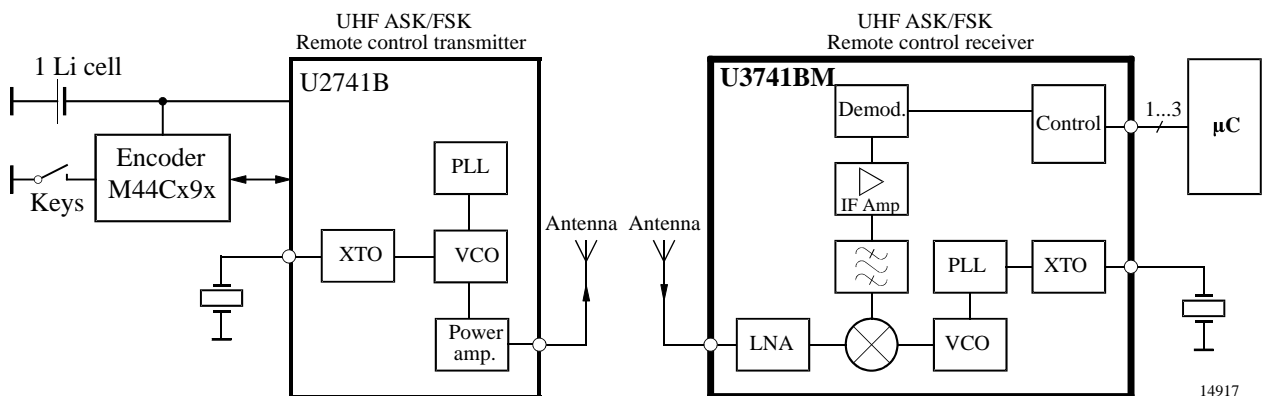 UHF ASK/FSK
Remote control transmitter
UHF ASK/FSK
Remote control receiver
1 Li cell
U2741B
Encoder
M44Cx9x
Keys
PLL
XTO
VCO
Power
amp.
Antenna
Antenna
U3741BM
Demod.
Control
1...3
µC
IF Amp
PLL
XTO
LNA
VCO
14917